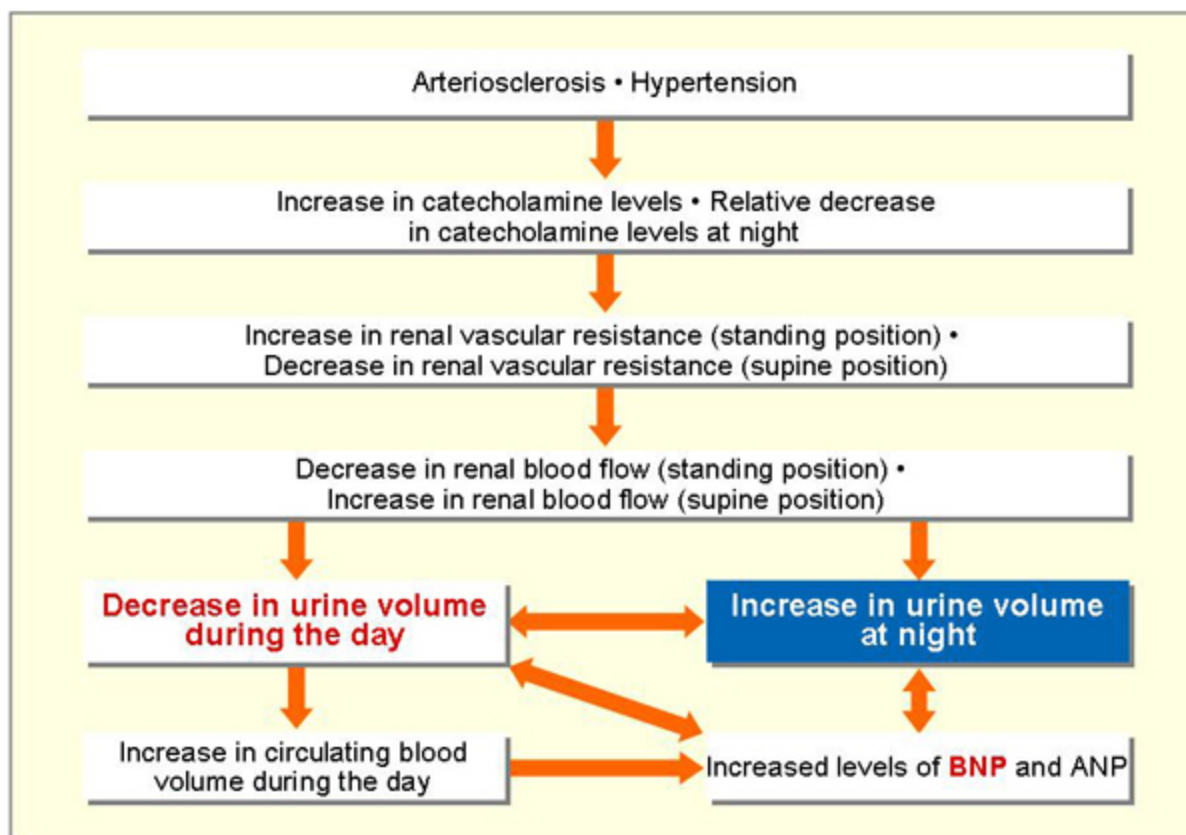 Arteriosclerosis • Hypertension
Increase in catecholamine levels • Relative decrease
in catecholamine levels at night
Increase in renal vascular resistance (standing position) •
Decrease in renal vascular resistance (supine position)
Decrease in renal blood flow (standing position) •
Increase in renal blood flow (supine position)
Decrease in urine volume
during the day
Increase in urine volume
at night
Increase in circulating blood
volume during the day
Increased levels of BNP and ANP